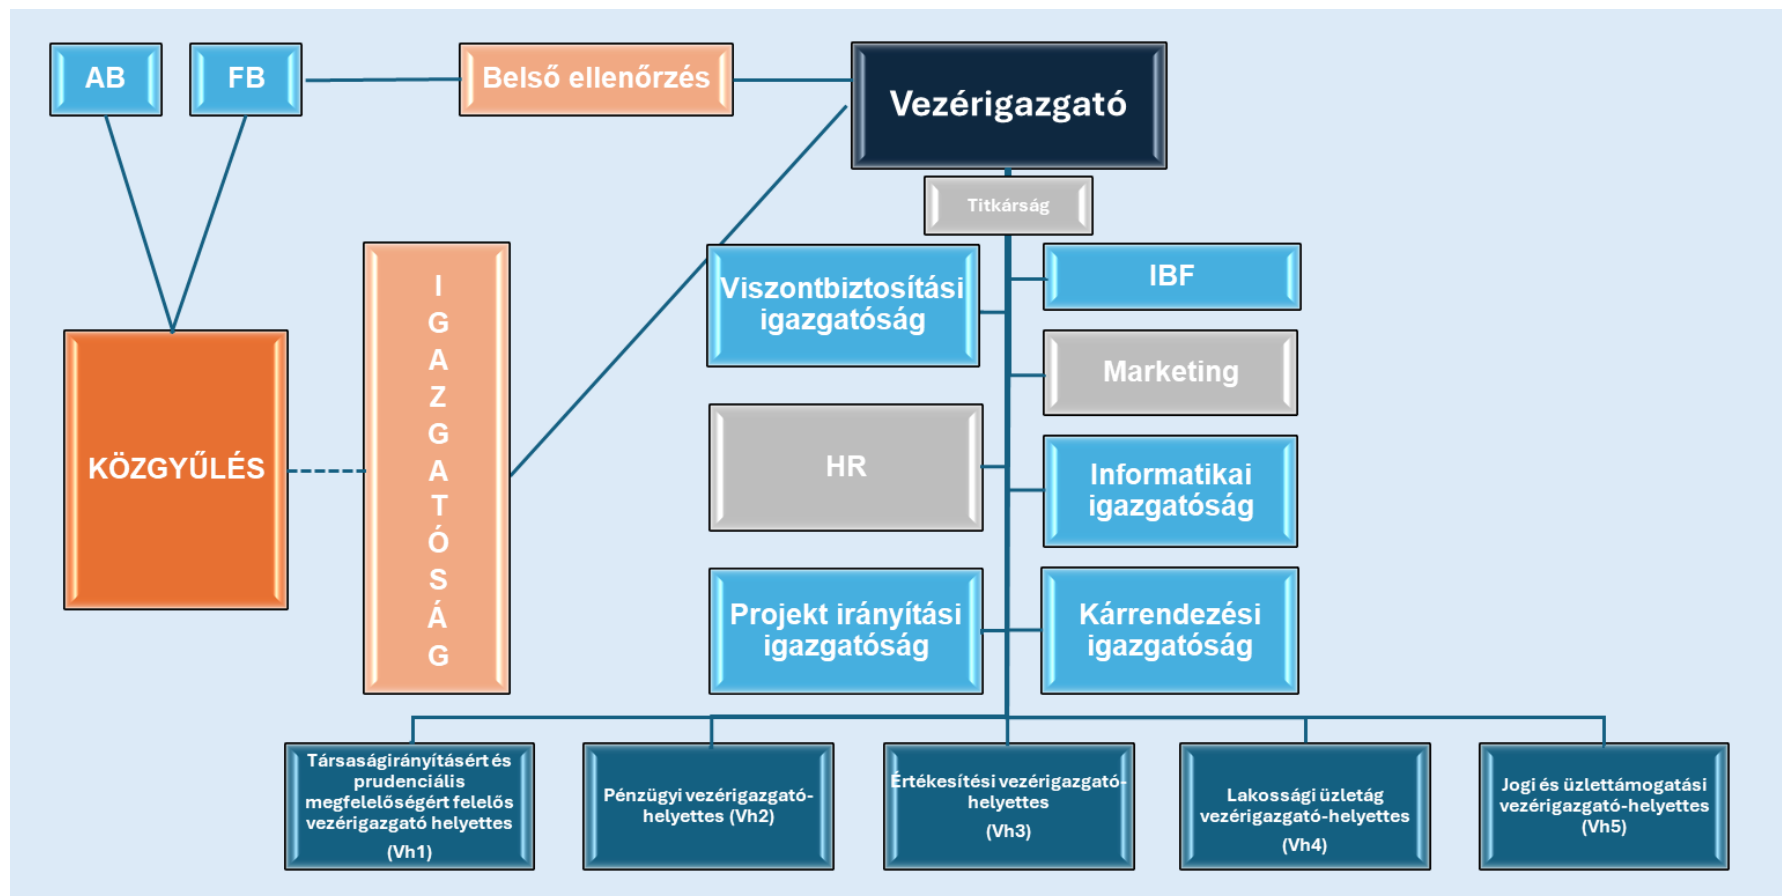 AB
FB
Belső ellenőrzés
Vezérigazgató
Titkárság
KÖZGYŰLÉS
I
G
A
Z
G
A
T
Ó
S
Á
G
Viszontbiztosítási
igazgatóság
IBF
Marketing
HR
Informatikai
igazgatóság
Projekt irányítási
igazgatóság
Kárrendezési
igazgatóság
Társaságirányításért és
prudenciális
megfelelőségért felelős
vezérigazgató helyettes
(Vh1)
Pénzügyi vezérigazgató-
helyettes (Vh2)
Értékesítési vezérigazgató-
helyettes
(Vh3)
Lakossági üzletág
vezérigazgató-helyettes
(Vh4)
Jogi és üzlettámogatási
vezérigazgató-helyettes
(Vh5)